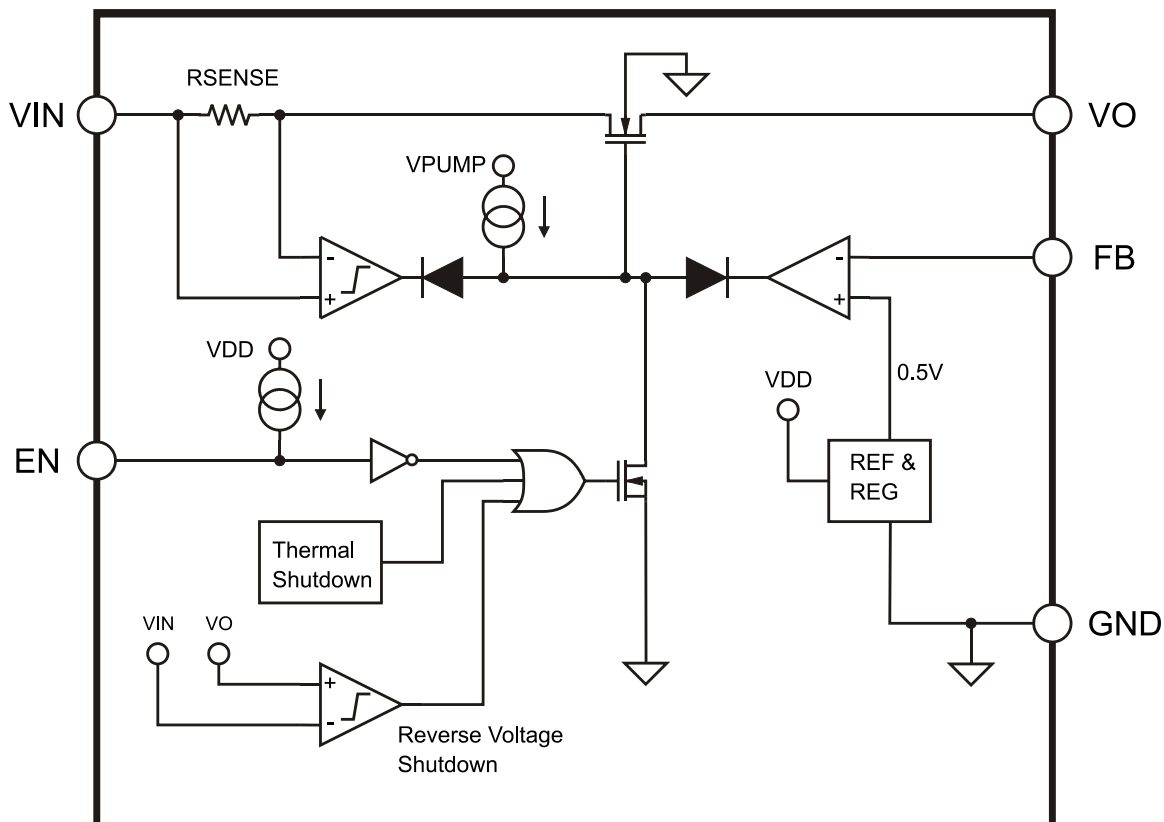 RSENSE
VIN
VO
VPUMP
-
+
-
+
FB
VDD
0.5V
VDD
EN
REF &
REG
Thermal
Shutdown
VIN
VO
GND
+
-
Reverse Voltage
Shutdown